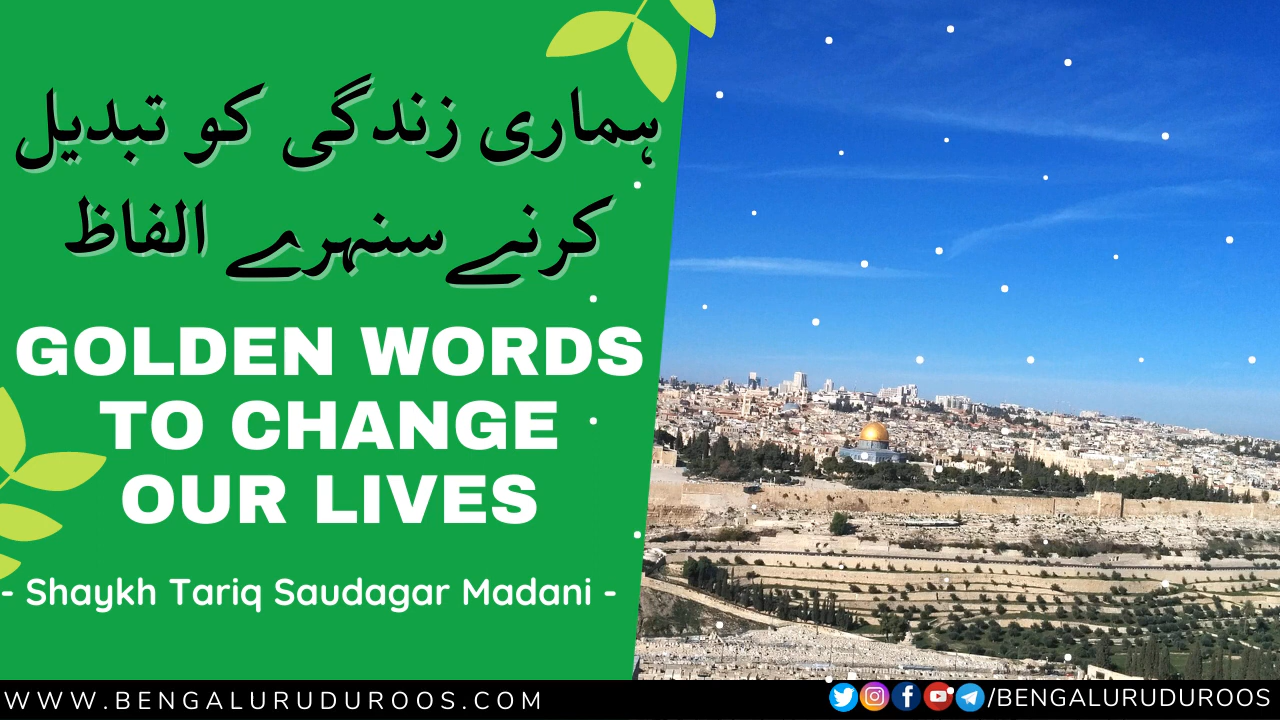 ہماری زندگی کو تبدیل
کرنے سنہرے الفاظ
GOLDEN WORDS
TO CHANGE
OUR LIVES
- Shaykh Tariq Saudagar Madani -
WWW.BENGALURUDUROOS.COM
/BENGALURUDUROOS